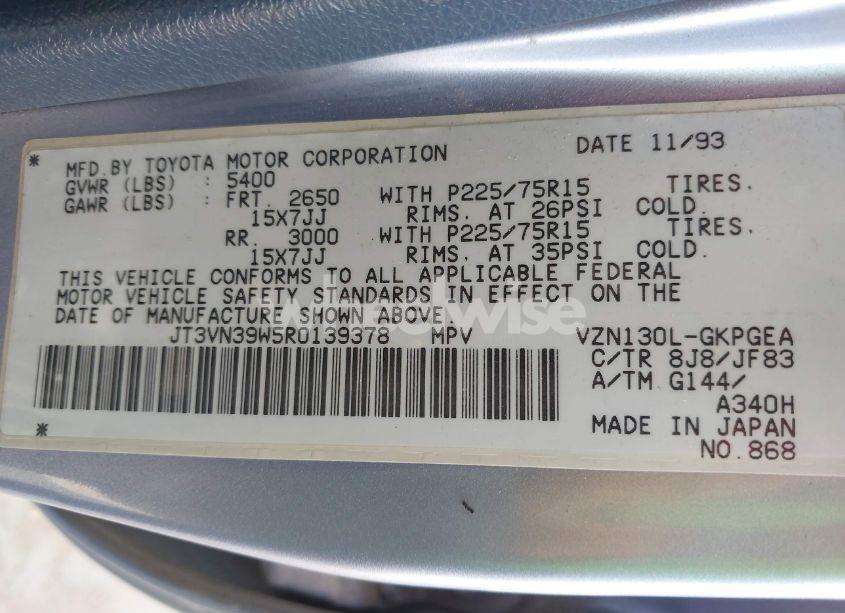 * MFD.BY TOYOTA MOTOR CORPORATION DATE 11/93
GVWR (LBS) : 5400
GAWR (LBS) : FRT. 2650 WITH P225/75R15 TIRES.
15X7JJ RIMS. AT 26PSI COLD.
RR. 3000 WITH P225/75R15 TIRES.
15X7JJ RIMS. AT 35PSI COLD.
THIS VEHICLE CONFORMS TO ALL APPLICABLE FEDERAL
MOTOR VEHICLE SAFETY STANDARDS IN EFFECT ON THE
DATE OF MANUFACTURE SHOWN ABOVE.
wheelwise
JT3VN39W5R0139378 MPV VZN130L-GKPGEA
C/TR 8J8/JF83
A/TM G144/
A340H
* MADE IN JAPAN
NO.868